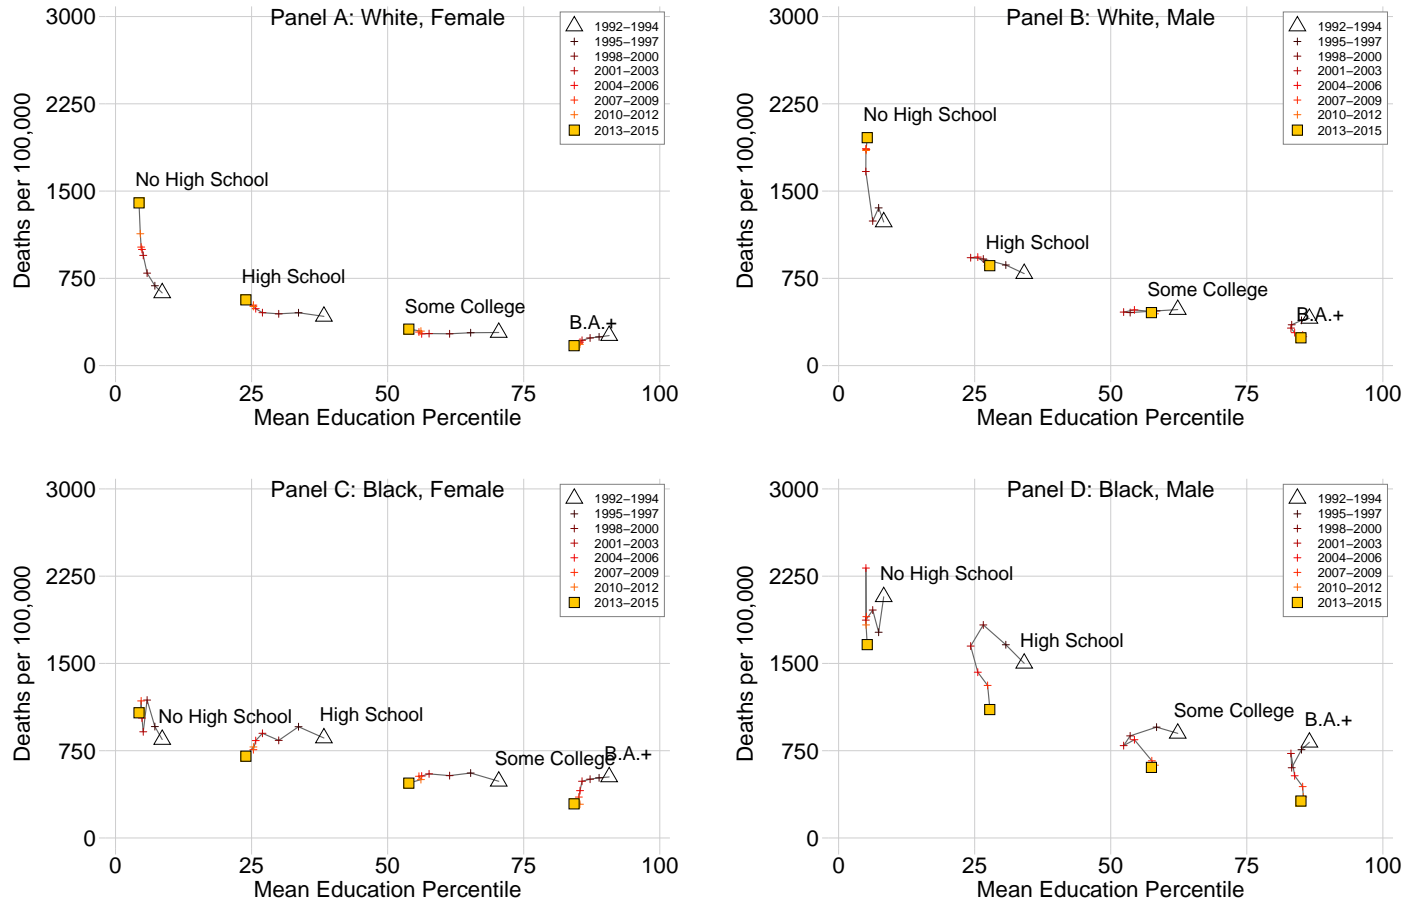 Panel A: White, Female
Deaths per 100,000
3000
2250
1500
750
0
No High School
High School
Some College
B.A.+
1992−1994
1995−1997
1998−2000
2001−2003
2004−2006
2007−2009
2010−2012
2013−2015
0 25 50 75 100
Mean Education Percentile
Panel B: White, Male
Deaths per 100,000
3000
2250
1500
750
0
No High School
High School
Some College
B.A.+
1992−1994
1995−1997
1998−2000
2001−2003
2004−2006
2007−2009
2010−2012
2013−2015
0 25 50 75 100
Mean Education Percentile
Panel C: Black, Female
Deaths per 100,000
3000
2250
1500
750
0
No High School
High School
Some College
B.A.+
1992−1994
1995−1997
1998−2000
2001−2003
2004−2006
2007−2009
2010−2012
2013−2015
0 25 50 75 100
Mean Education Percentile
Panel D: Black, Male
Deaths per 100,000
3000
2250
1500
750
0
No High School
High School
Some College
B.A.+
1992−1994
1995−1997
1998−2000
2001−2003
2004−2006
2007−2009
2010−2012
2013−2015
0 25 50 75 100
Mean Education Percentile